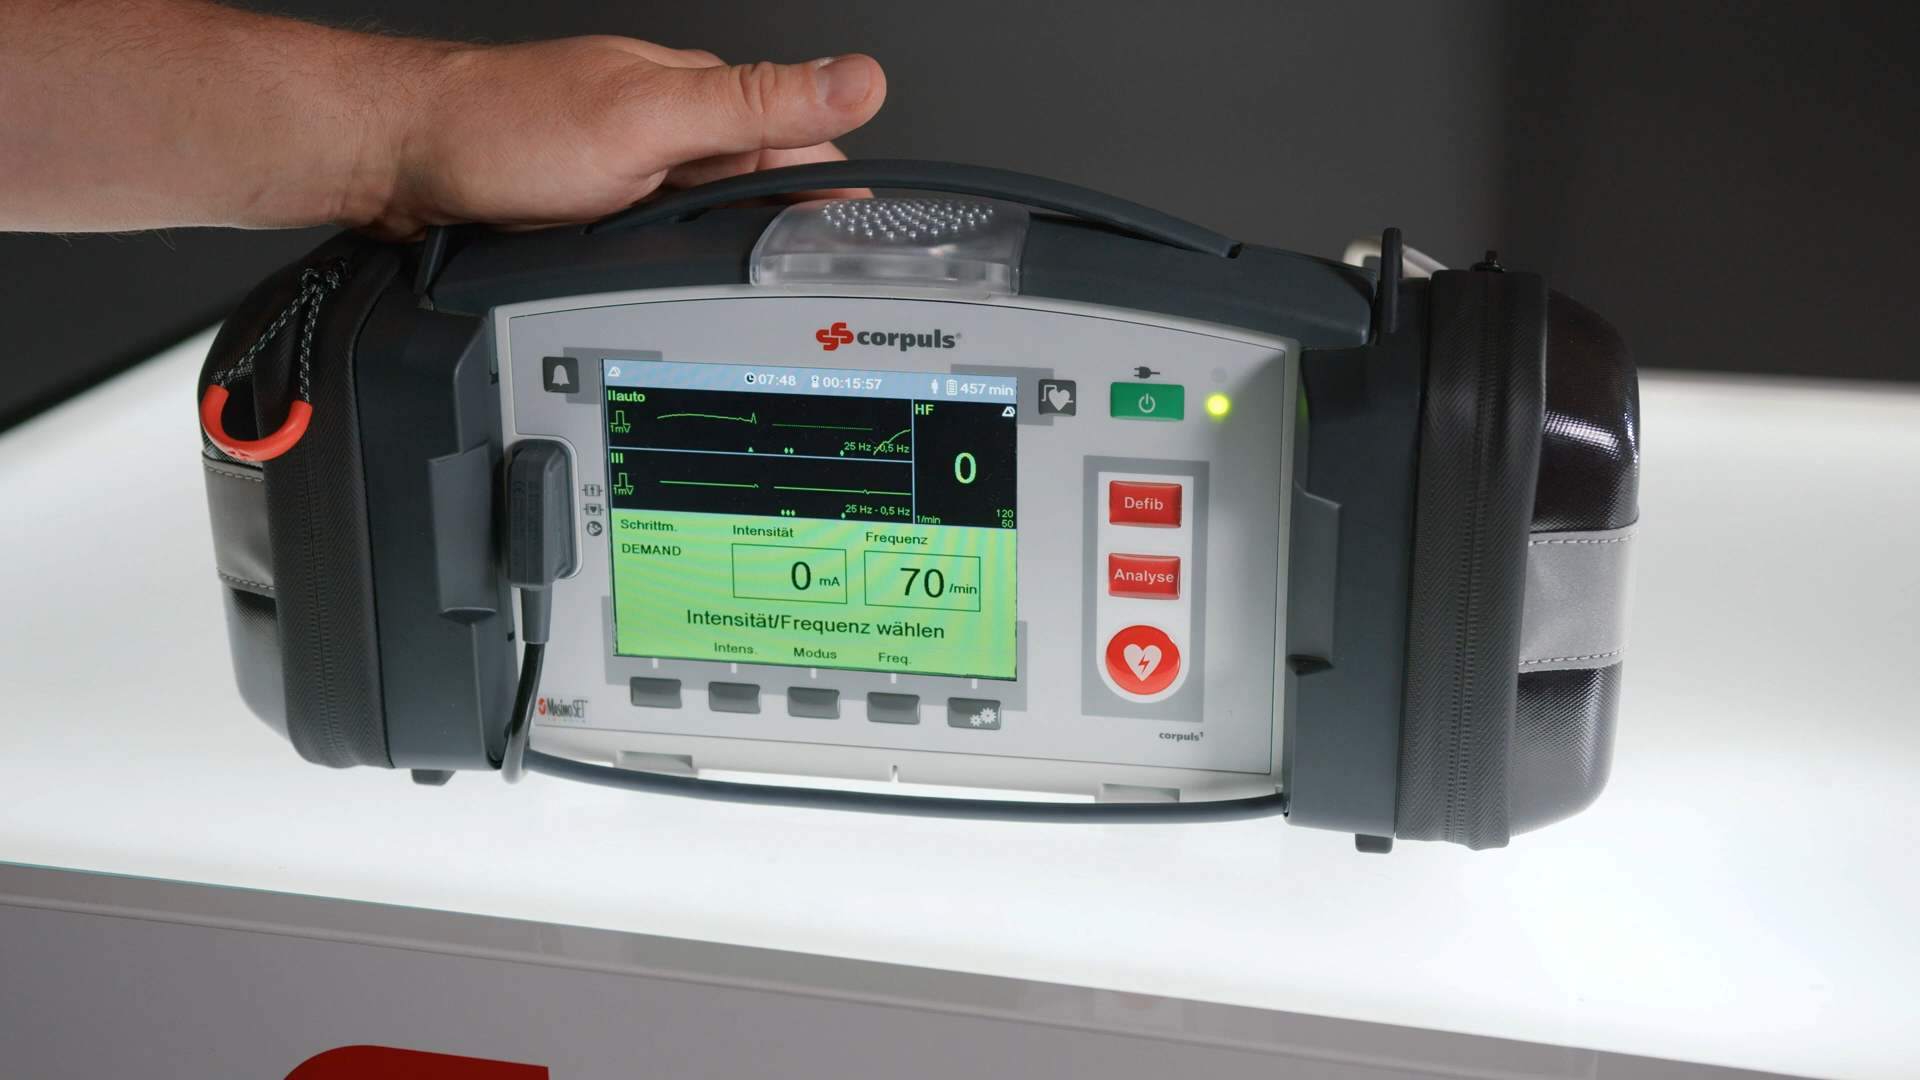 corpuls®
07:48 00:15:57 457 min
IIauto
1mV
25 Hz - 0,5 Hz
HF
0
III
1mV
25 Hz - 0,5 Hz
1/min
120
50
Schrittm.
DEMAND
Intensität
0 mA
Frequenz
70 /min
Intensität/Frequenz wählen
Intens. Modus Freq.
Defib
Analyse
Masimo SET
corpuls¹